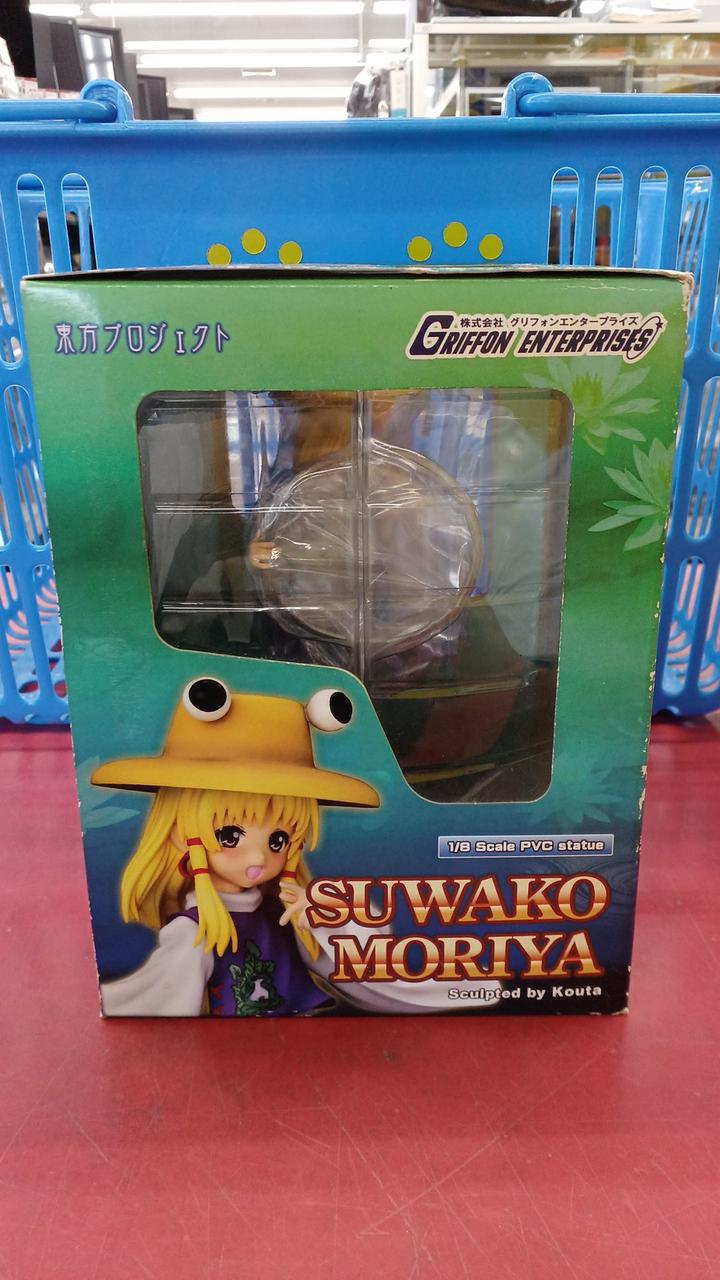 東方プロジェクト
株式会社 グリフォンエンタープライズ
GRIFFON ENTERPRISES
1/8 Scale PVC statue
SUWAKO
MORIYA
Sculpted by Kouta